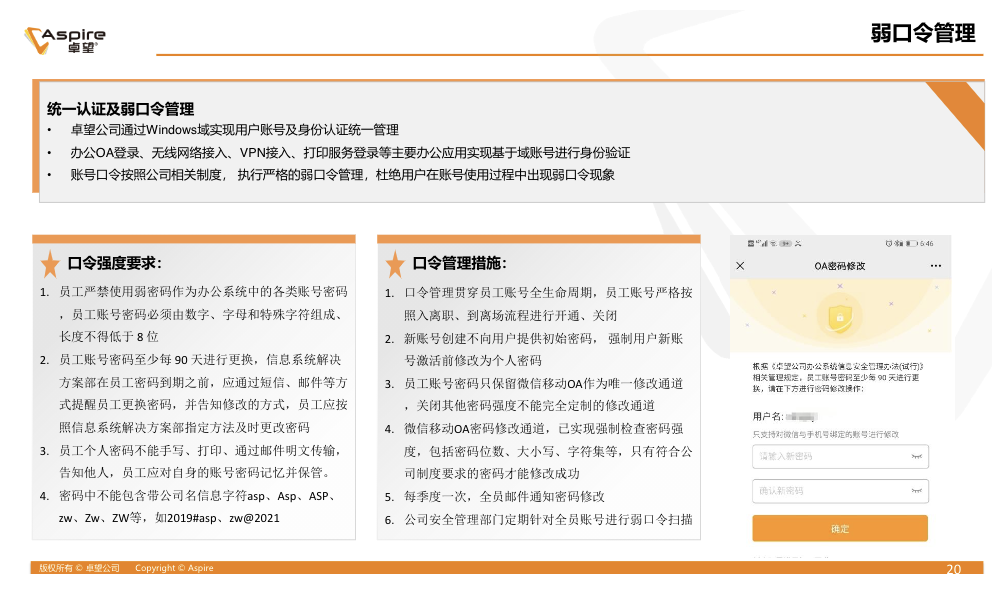 Aspire
卓望
弱口令管理
统一认证及弱口令管理
• 卓望公司通过Windows域实现用户账号及身份认证统一管理
• 办公OA登录、无线网络接入、VPN接入、打印服务登录等主要办公应用实现基于域账号进行身份验证
• 账号口令按照公司相关制度， 执行严格的弱口令管理，杜绝用户在账号使用过程中出现弱口令现象
口令强度要求：
1. 员工严禁使用弱密码作为办公系统中的各类账号密码
，员工账号密码必须由数字、字母和特殊字符组成、
长度不得低于 8 位
2. 员工账号密码至少每 90 天进行更换，信息系统解决
方案部在员工密码到期之前，应通过短信、邮件等方
式提醒员工更换密码，并告知修改的方式，员工应按
照信息系统解决方案部指定方法及时更改密码
3. 员工个人密码不能手写、打印、通过邮件明文传输，
告知他人，员工应对自身的账号密码记忆并保管。
4. 密码中不能包含带公司名信息字符asp、Asp、ASP、
zw、Zw、ZW等，如2019#asp、zw@2021
口令管理措施：
1. 口令管理贯穿员工账号全生命周期，员工账号严格按
照入离职、到离场流程进行开通、关闭
2. 新账号创建不向用户提供初始密码， 强制用户新账
号激活前修改为个人密码
3. 员工账号密码只保留微信移动OA作为唯一修改通道
，关闭其他密码强度不能完全定制的修改通道
4. 微信移动OA密码修改通道，已实现强制检查密码强
度，包括密码位数、大小写、字符集等，只有符合公
司制度要求的密码才能修改成功
5. 每季度一次，全员邮件通知密码修改
6. 公司安全管理部门定期针对全员账号进行弱口令扫描
6:46
OA密码修改
根据《卓望公司办公系统信息安全管理办法(试行)》
相关管理规定，员工账号密码至少每 90 天进行更
换，请在下方进行密码修改操作：
用户名：
只支持对微信与手机号绑定的账号进行修改
请输入新密码
确认新密码
确定
版权所有 © 卓望公司 Copyright © Aspire
20